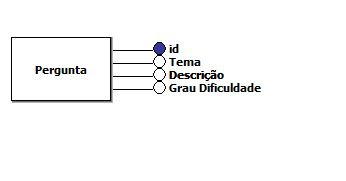 Pergunta
id
Tema
Descrição
Grau Dificuldade